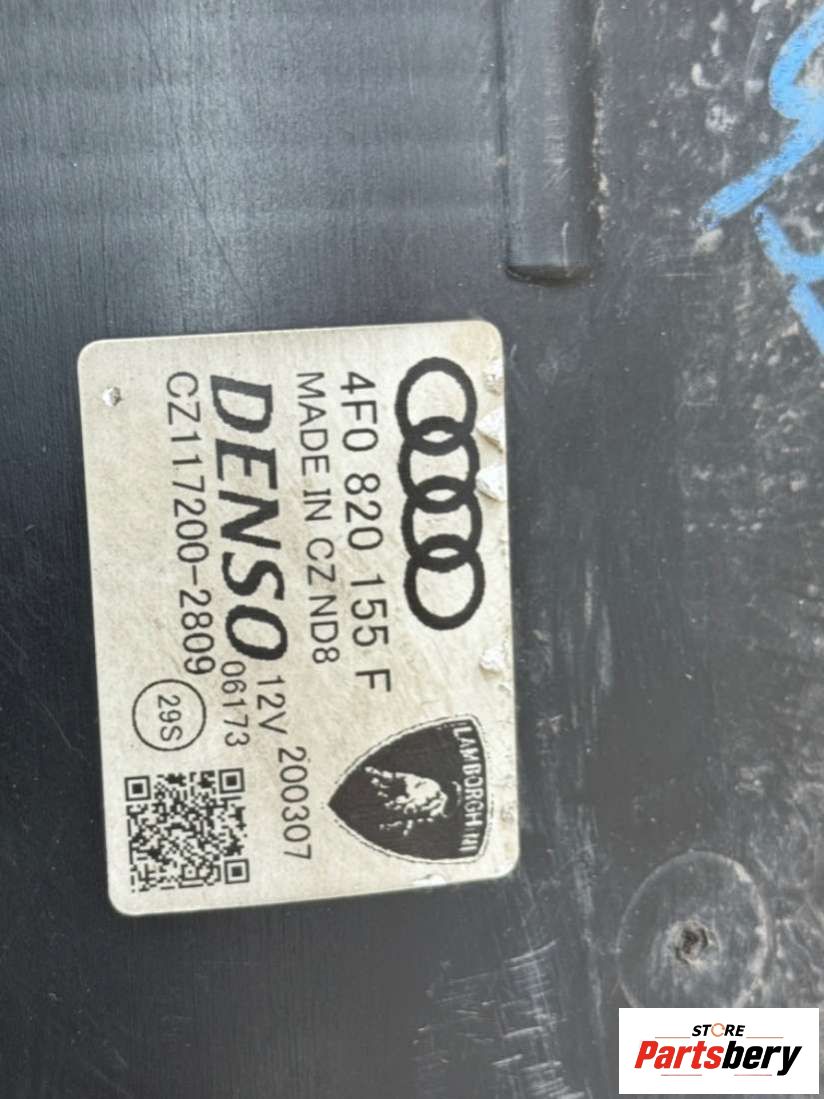 4F0 820 155 F
LAMBORGHINI
MADE IN CZ ND8
200307
DENSO 12V
06173
CZ117200-2809
29S
STORE
Partsbery